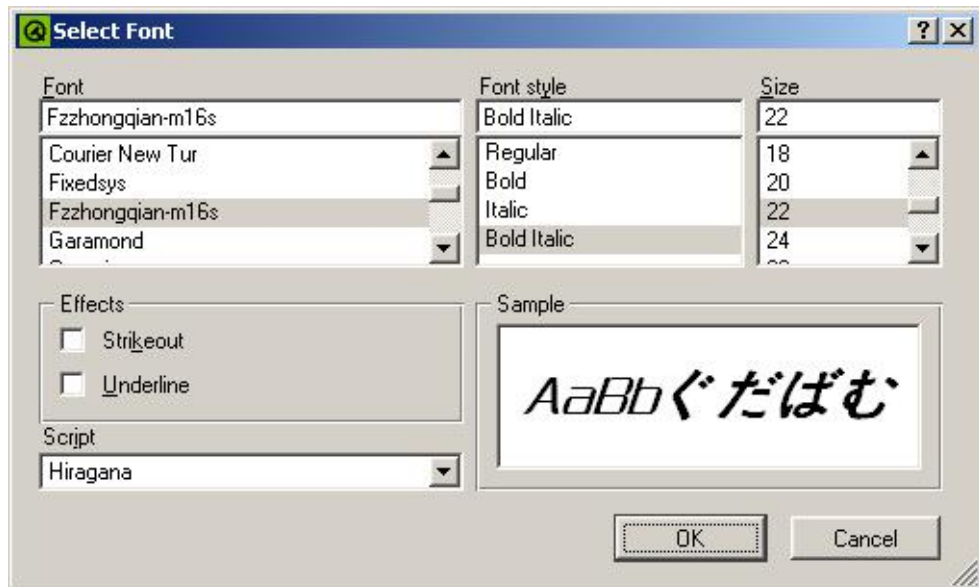 Select Font
Font
Font style
Size
Fzzhongqian-m16s
Bold Italic
22
Courier New Tur
Fixedsys
Fzzhongqian-m16s
Garamond
Regular
Bold
Italic
Bold Italic
18
20
22
24
Effects
Strikeout
Underline
Script
Hiragana
Sample
AaBbぐだばむ
OK
Cancel